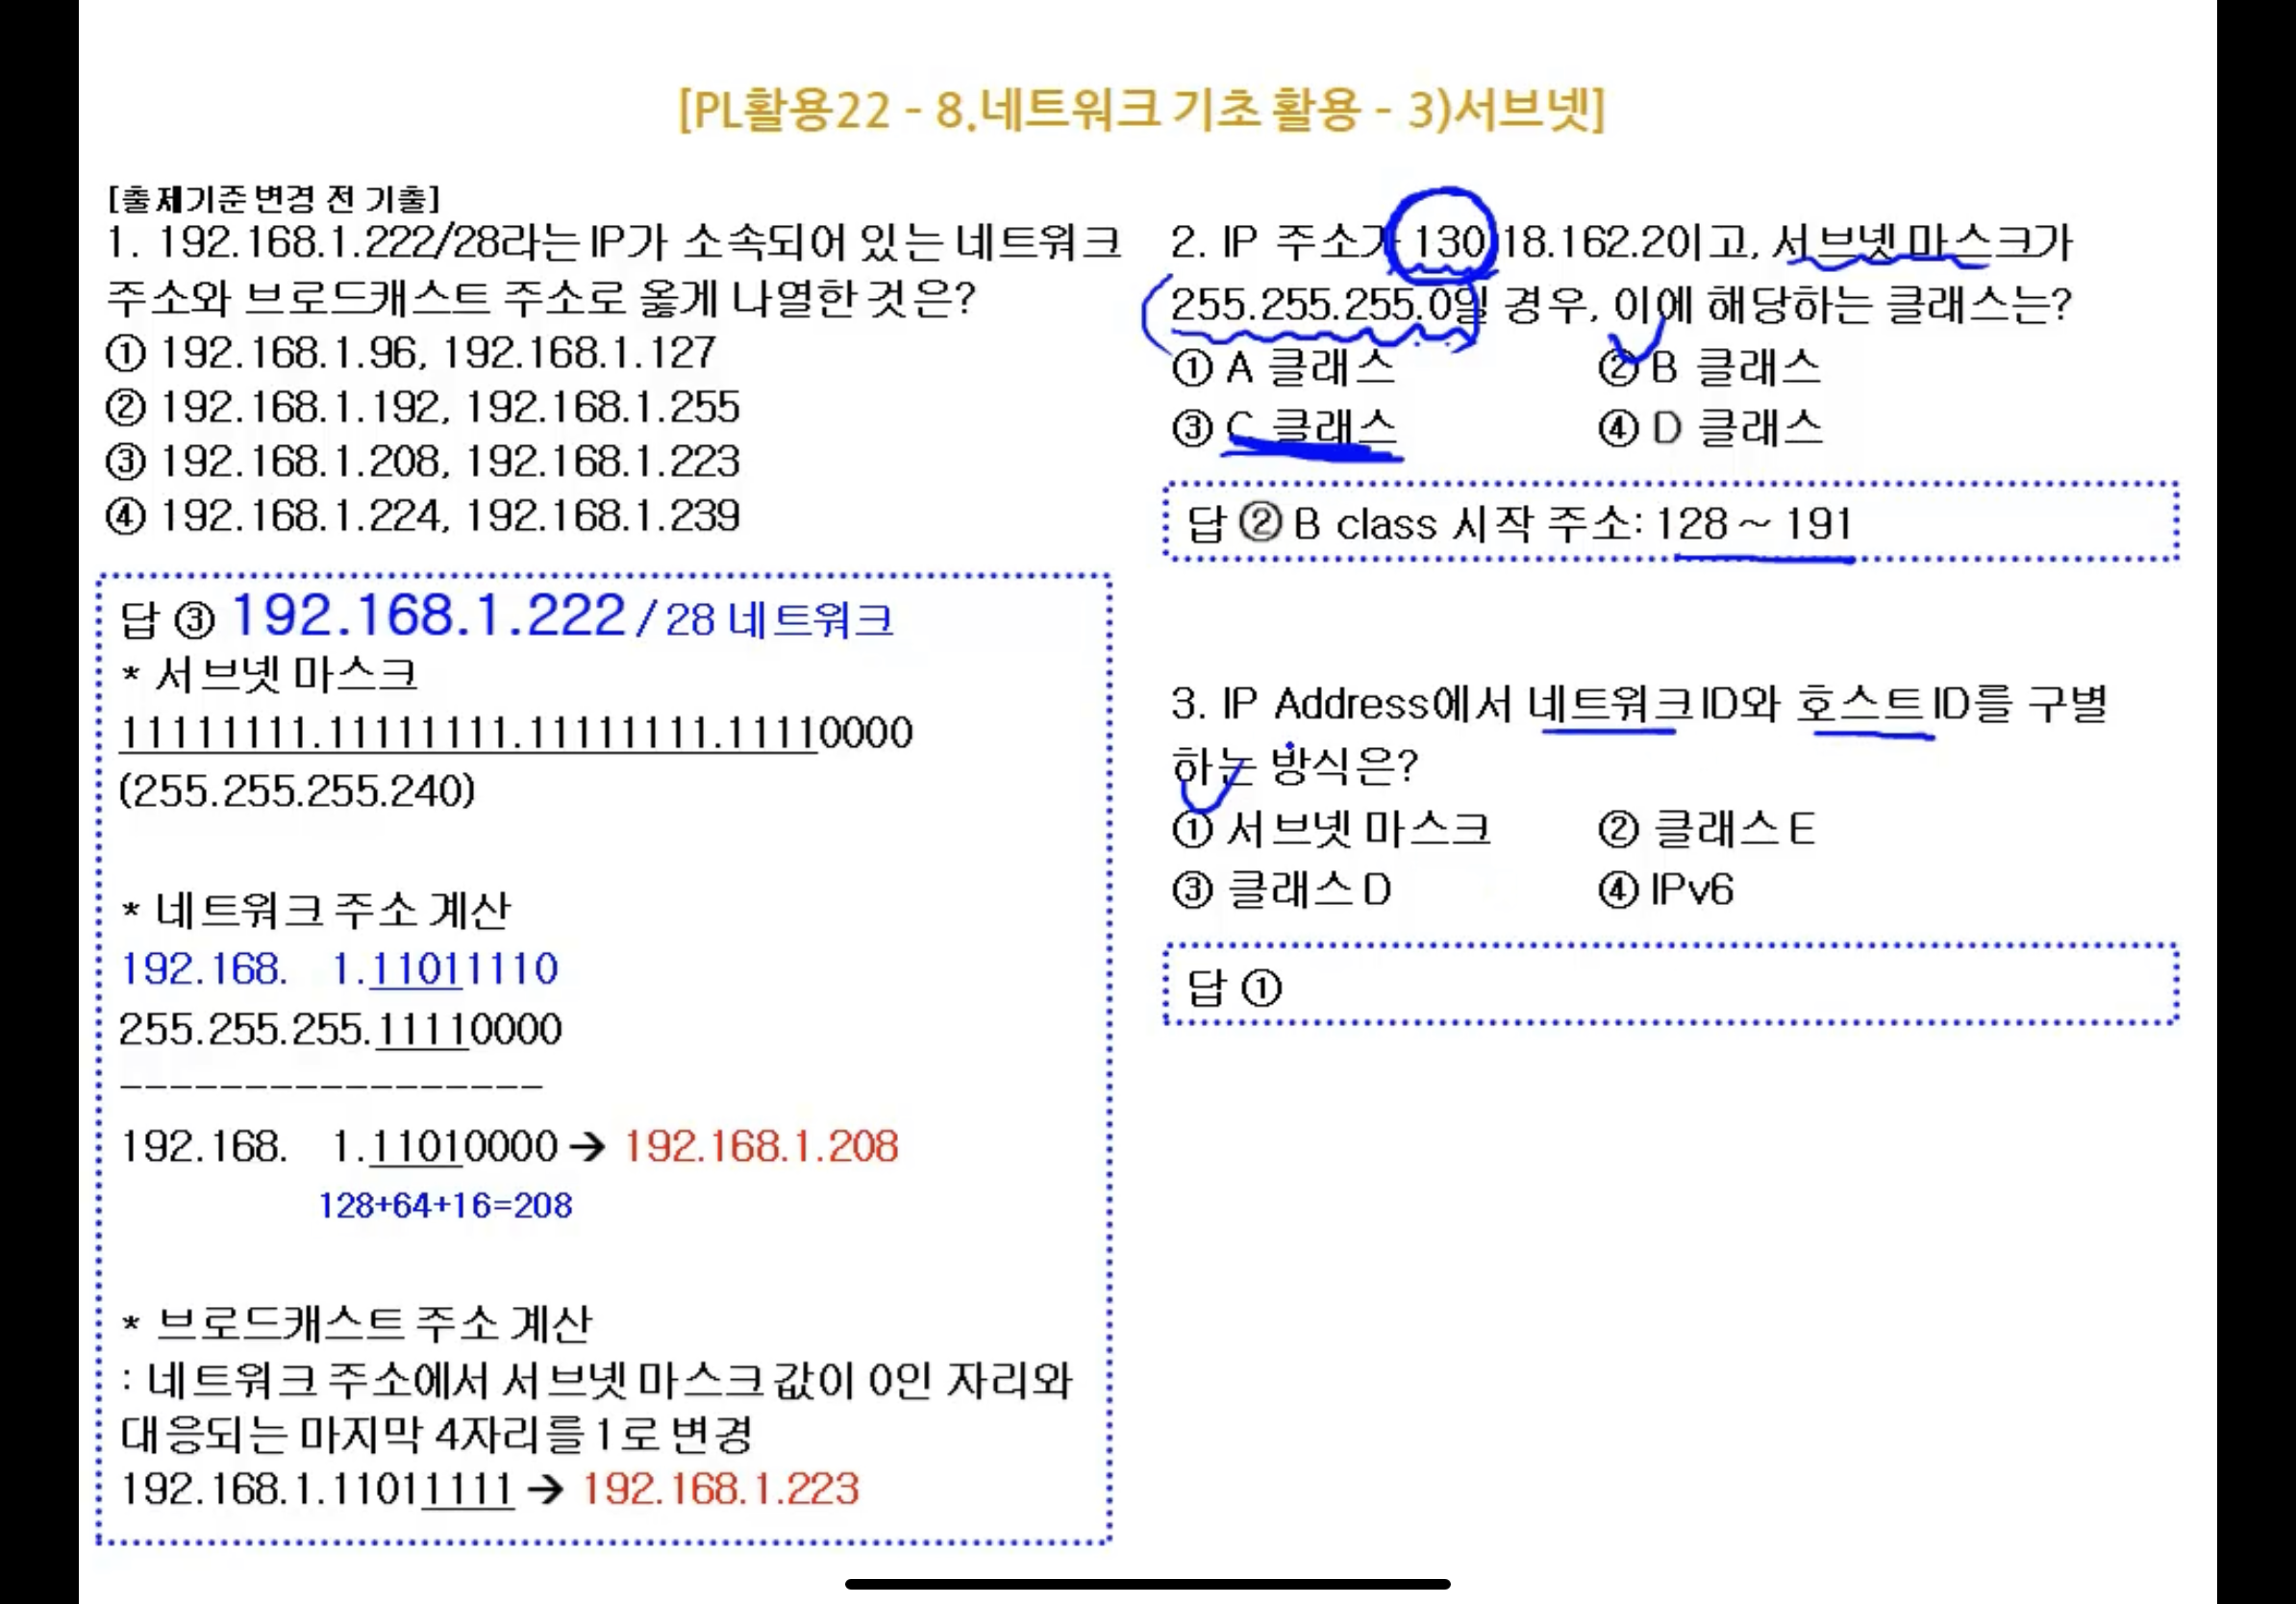 [PL활용22 - 8.네트워크 기초 활용 - 3)서브넷]
[출제기준변경 전 기출]
1. 192.168.1.222/28라는IP가 소속되어 있는 네트워크
주소와 브로드캐스트 주소로 옳게 나열한 것은?
① 192.168.1.96, 192.168.1.127
② 192.168.1.192, 192.168.1.255
③ 192.168.1.208, 192.168.1.223
④ 192.168.1.224, 192.168.1.239
답 ③ 192.168.1.222 /28 네트워크
* 서브넷 마스크
11111111.11111111.11111111.11110000
(255.255.255.240)
* 네트워크 주소 계산
192.168. 1.11011110
255.255.255.11110000
-----------------
192.168. 1.11010000 → 192.168.1.208
128+64+16=208
* 브로드캐스트 주소 계산
: 네트워크 주소에서 서브넷 마스크 값이 0인 자리와
대응되는 마지막 4자리를 1로 변경
192.168.1.11011111 → 192.168.1.223
2. IP 주소가 130.18.162.2이고, 서브넷 마스크가
255.255.255.0일 경우, 이에 해당하는 클래스는?
① A 클래스 ② B 클래스
③ C 클래스 ④ D 클래스
답 ② B class 시작 주소: 128 ~ 191
3. IP Address에서 네트워크 ID와 호스트 ID를 구별
하는 방식은?
① 서브넷 마스크 ② 클래스 E
③ 클래스 D ④ IPv6
답 ①